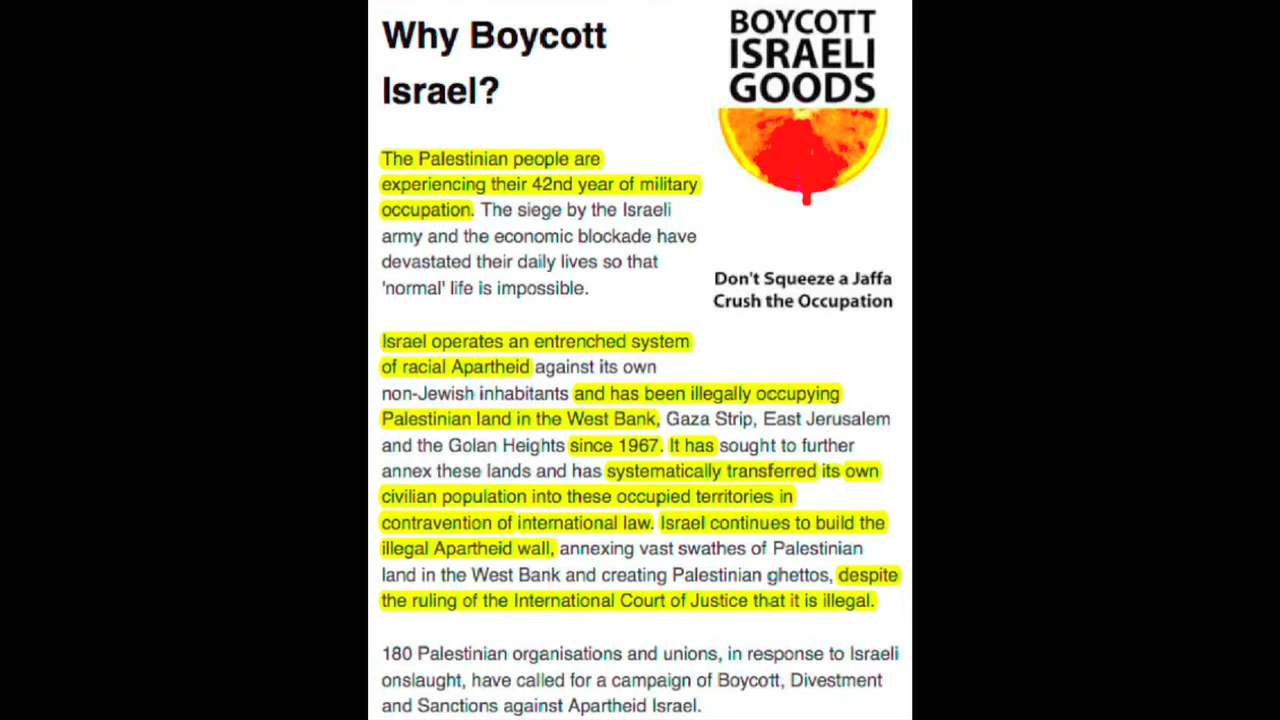 Why Boycott
Israel?
BOYCOTT
ISRAELI
GOODS
Don't Squeeze a Jaffa
Crush the Occupation
The Palestinian people are
experiencing their 42nd year of military
occupation. The siege by the Israeli
army and the economic blockade have
devastated their daily lives so that
'normal' life is impossible.
Israel operates an entrenched system
of racial Apartheid against its own
non-Jewish inhabitants and has been illegally occupying
Palestinian land in the West Bank, Gaza Strip, East Jerusalem
and the Golan Heights since 1967. It has sought to further
annex these lands and has systematically transferred its own
civilian population into these occupied territories in
contravention of international law. Israel continues to build the
illegal Apartheid wall, annexing vast swathes of Palestinian
land in the West Bank and creating Palestinian ghettos, despite
the ruling of the International Court of Justice that it is illegal.
180 Palestinian organisations and unions, in response to Israeli
onslaught, have called for a campaign of Boycott, Divestment
and Sanctions against Apartheid Israel.